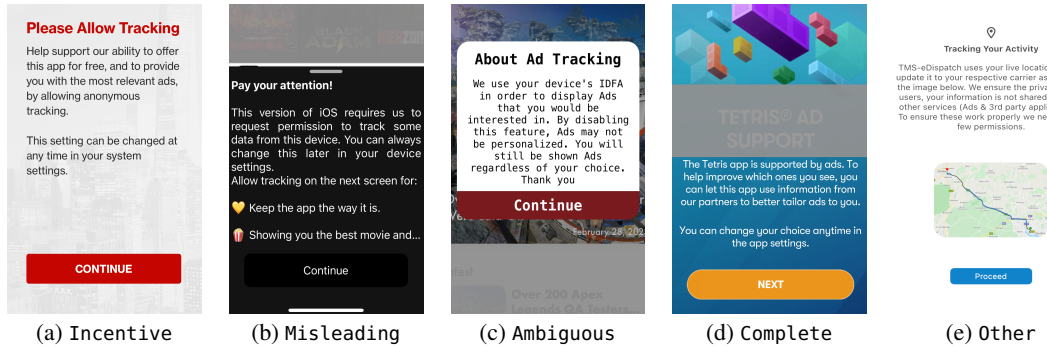 Please Allow Tracking
Help support our ability to offer
this app for free, and to provide
you with the most relevant ads,
by allowing anonymous
tracking.
This setting can be changed at
any time in your system
settings.
CONTINUE
(a) Incentive
ADAM
Pay your attention!
This version of iOS requires us to
request permission to track some
data from this device. You can always
change this later in your device
settings.
Allow tracking on the next screen for:
💛 Keep the app the way it is.
🍿 Showing you the best movie and...
Continue
(b) Misleading
About Ad Tracking
We use your device's IDFA
in order to display Ads
that you would be
interested in. By disabling
this feature, Ads may not
be personalized. You will
still be shown Ads
regardless of your choice.
Thank you
Continue
February 28, 202
Over 200 Apex
Legends QA Testers
(c) Ambiguous
TETRIS® AD
SUPPORT
The Tetris app is supported by ads. To
help improve which ones you see, you
can let this app use information from
our partners to better tailor ads to you.
You can change your choice anytime in
the app settings.
NEXT
(d) Complete
Tracking Your Activity
TMS-eDispatch uses your live locatio
update it to your respective carrier as
the image below. We ensure the priva
users, your information is not shared
other services (Ads & 3rd party appli
To ensure these work properly we ne
few permissions.
Proceed
(e) Other